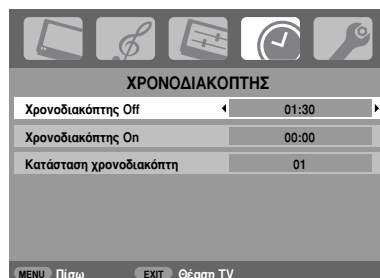 ΧΡΟΝΟΔΙΑΚΟΠΤΗΣ
Χρονοδιακόπτης Off 01:30
Χρονοδιακόπτης On 00:00
Κατάσταση χρονοδιακόπτη 01
MENU Πίσω EXIT Θέαση TV